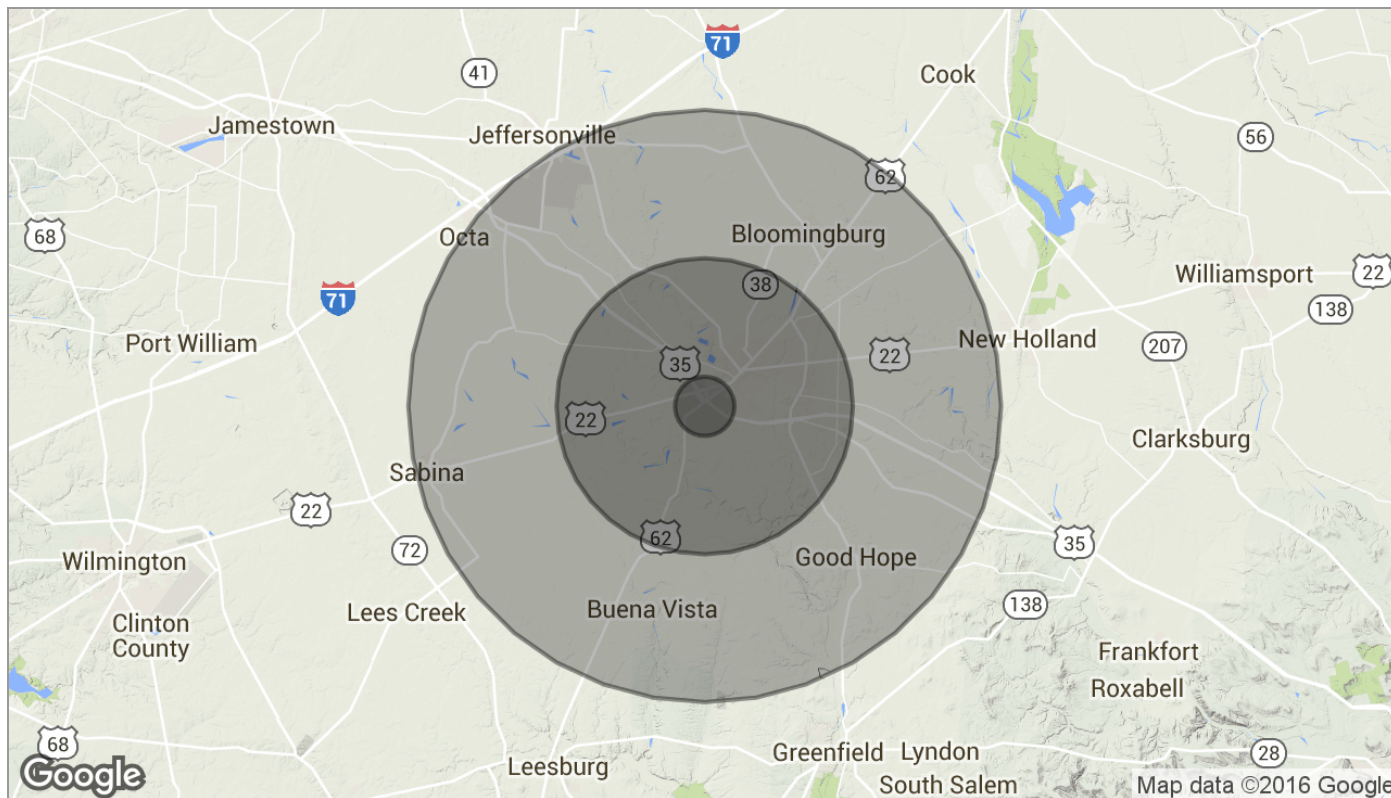 71
Cook
41
Jamestown
Jeffersonville
56
62
68
Octa
Bloomingburg
Williamsport
22
38
71
138
Port William
New Holland
207
35
22
22
Clarksburg
Sabina
22
62
35
72
Wilmington
Good Hope
Buena Vista
138
Lees Creek
Clinton
County
Frankfort
Roxabell
68
Greenfield
Lyndon
28
Leesburg
Google
South Salem
Map data ©2016 Google